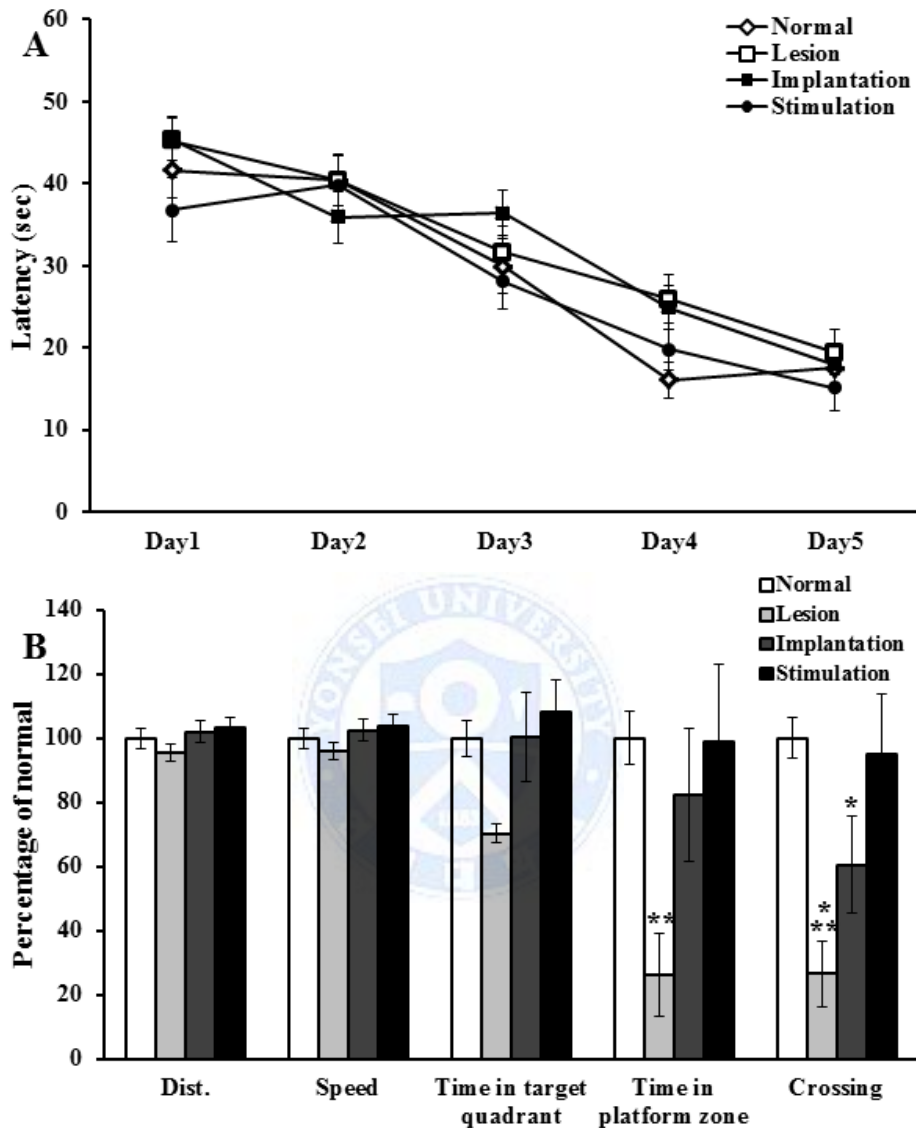 A
Latency (sec)
60
50
40
30
20
10
0
Normal
Lesion
Implantation
Stimulation
Day1 Day2 Day3 Day4 Day5
B
Percentage of normal
140
120
100
80
60
40
20
0
Normal
Lesion
Implantation
Stimulation
YONSEI UNIVERSITY
**
*
**
*
Dist. Speed Time in target Time in Crossing
quadrant platform zone